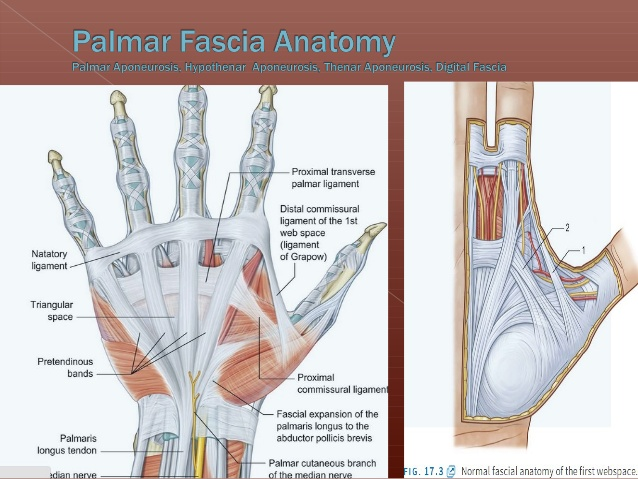 Palmar Fascia Anatomy
Palmar Aponeurosis, Hypothenar Aponeurosis, Thenar Aponeurosis, Digital Fascia
Proximal transverse
palmar ligament
Distal commissural
ligament of the 1st
web space
(ligament
of Grapow)
Natatory
ligament
Triangular
space
Pretendinous
bands
Proximal
commissural ligament
Fascial expansion of the
palmaris longus to the
abductor pollicis brevis
Palmaris
longus tendon
Palmar cutaneous branch
of the median nerve
edian nerve
2
1
FIG. 17.3 Normal fascial anatomy of the first webspace.